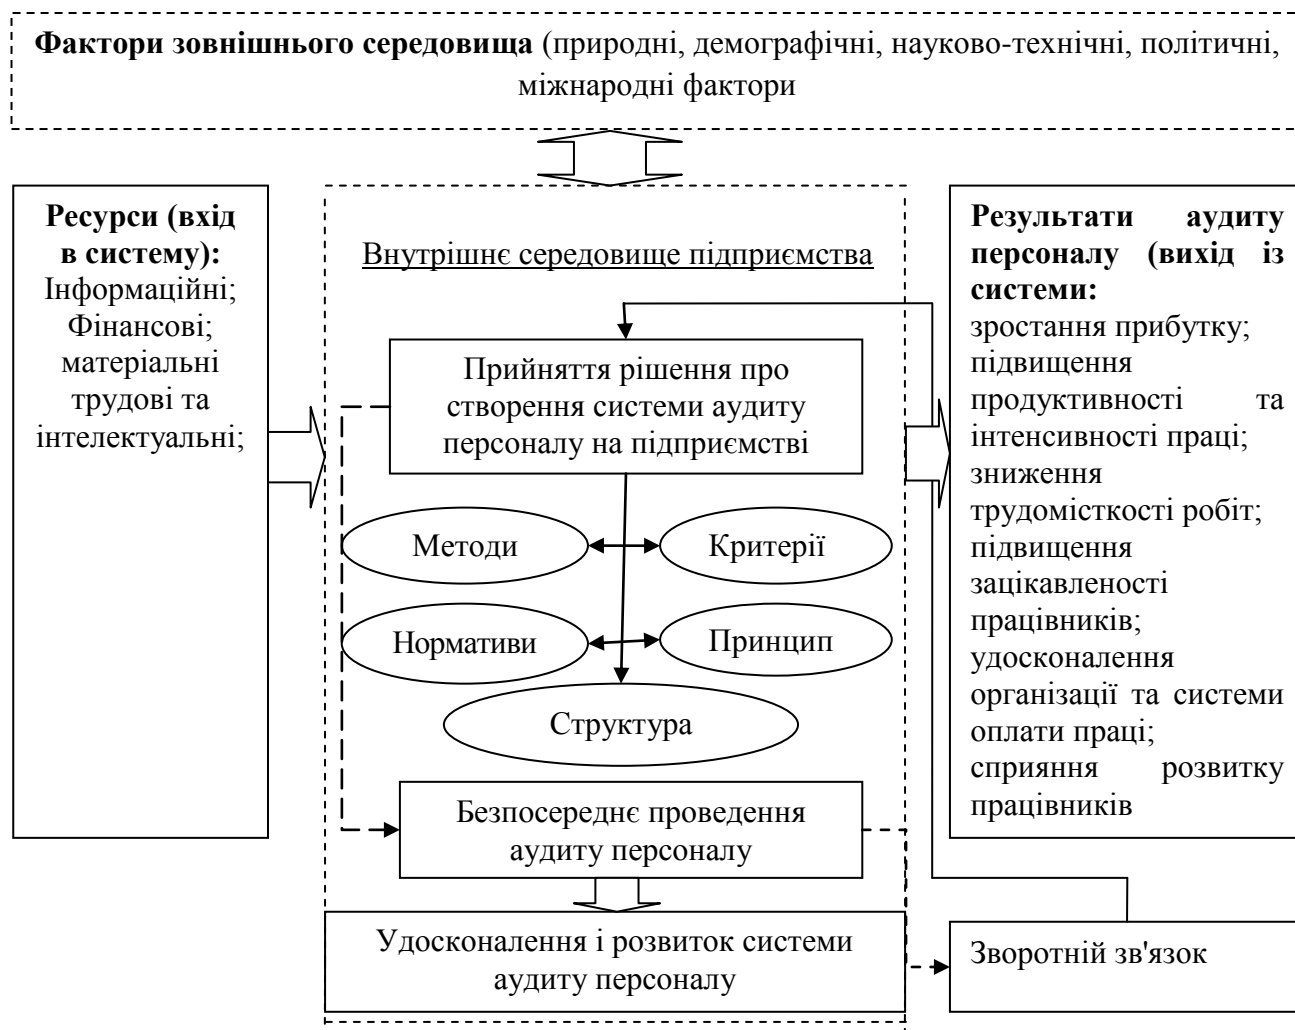 Фактори зовнішнього середовища (природні, демографічні, науково-технічні, політичні,
міжнародні фактори
Ресурси (вхід
в систему):
Інформаційні;
Фінансові;
матеріальні
трудові та
інтелектуальні;
Внутрішнє середовище підприємства
Прийняття рішення про
створення системи аудиту
персоналу на підприємстві
Методи
Критерії
Нормативи
Принцип
Структура
Безпосереднє проведення
аудиту персоналу
Удосконалення і розвиток системи
аудиту персоналу
Результати аудиту
персоналу (вихід із
системи:
зростання прибутку;
підвищення
продуктивності та
інтенсивності праці;
зниження
трудомісткості робіт;
підвищення
зацікавленості
працівників;
удосконалення
організації та системи
оплати праці;
сприяння розвитку
працівників
Зворотній зв'язок